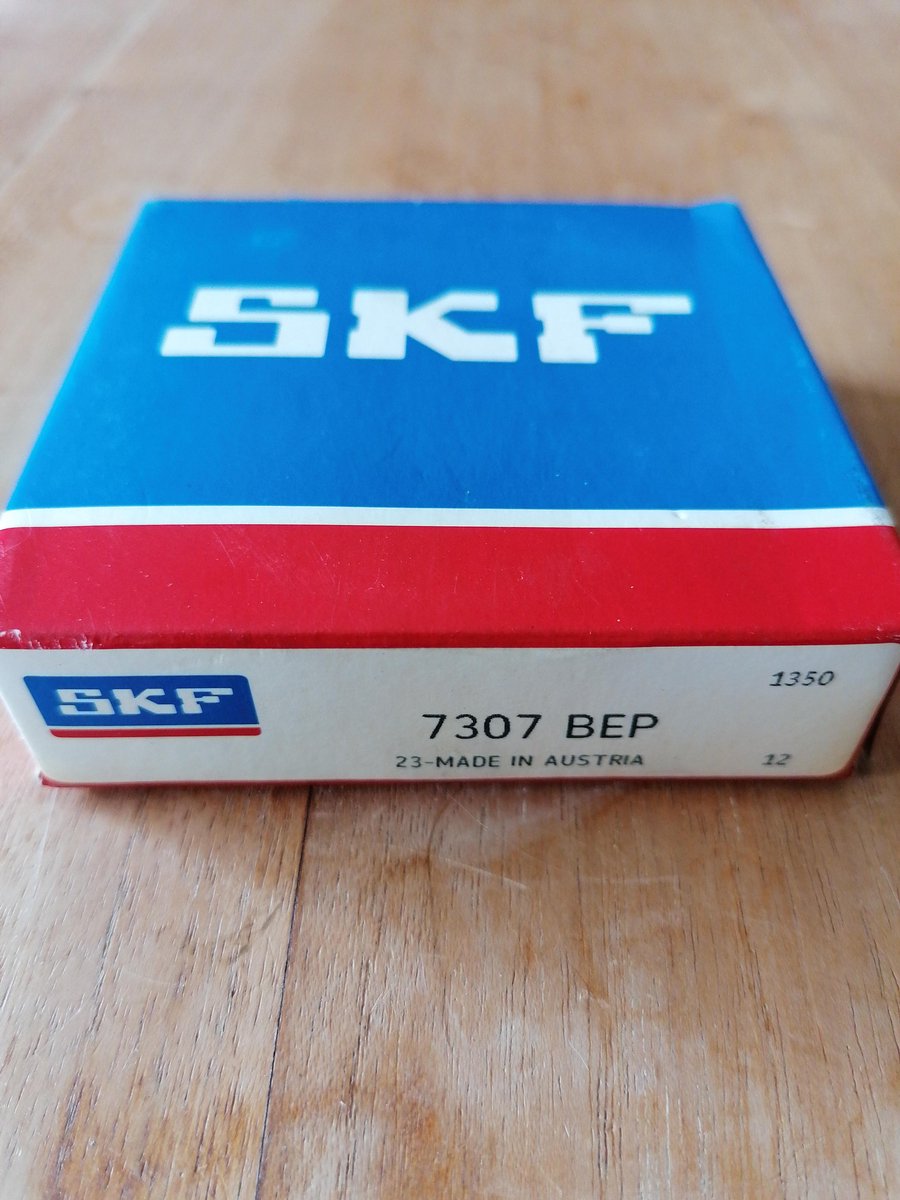 SKF
SKF
1350
7307 BEP
23-MADE IN AUSTRIA
12